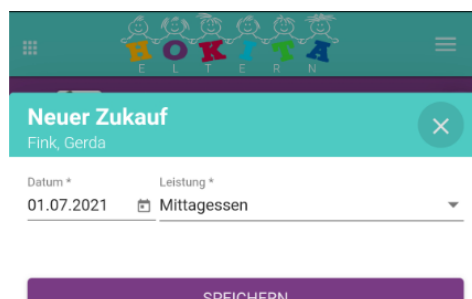 HOKITA
ELTERN
Neuer Zukauf
Fink, Gerda
Datum * Leistung *
01.07.2021 Mittagessen
SPEICHERN